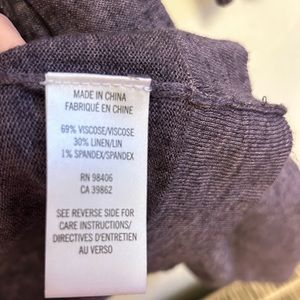 MADE IN CHINA
FABRIQUÉ EN CHINE
69% VISCOSE/VISCOSE
30% LINEN/LIN
1% SPANDEX/SPANDEX
RN 98406
CA 39862
SEE REVERSE SIDE FOR
CARE INSTRUCTIONS/
DIRECTIVES D'ENTRETIEN
AU VERSO